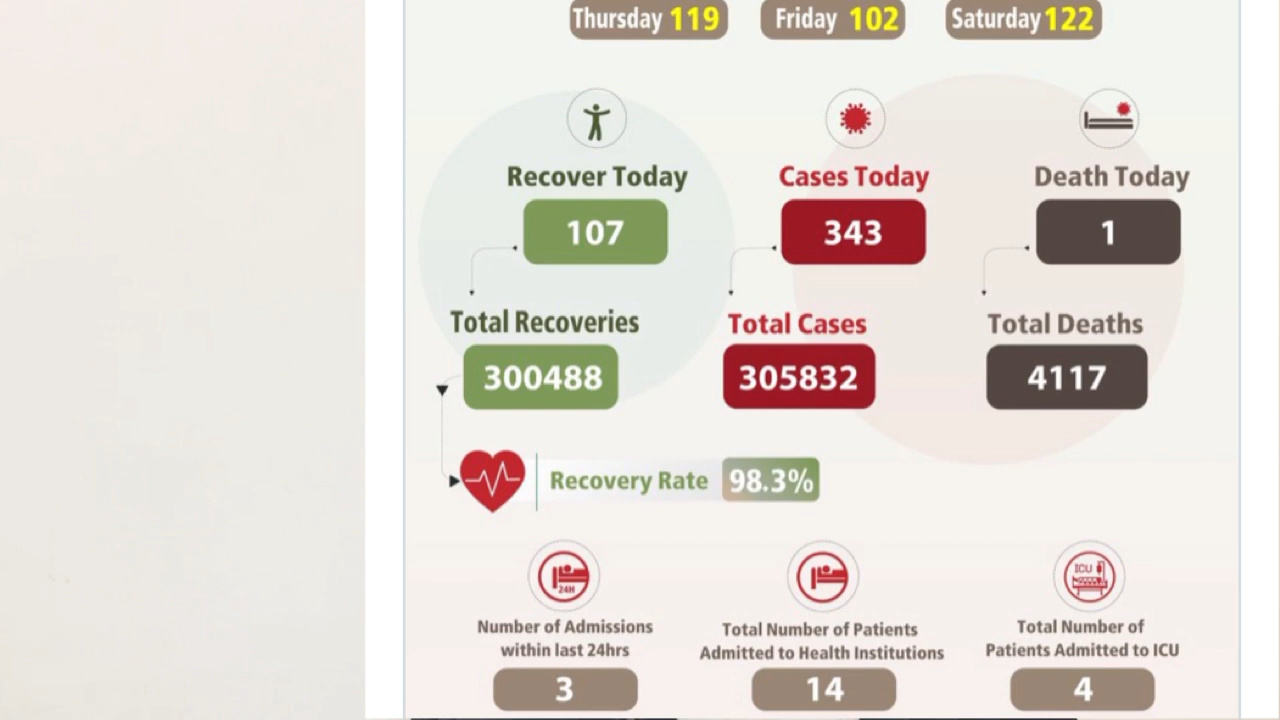 Thursday 119 Friday 102 Saturday 122
Recover Today Cases Today Death Today
107 343 1
Total Recoveries Total Cases Total Deaths
300488 305832 4117
Recovery Rate 98.3%
24H ICU
Number of Admissions Total Number of Patients Total Number of
within last 24hrs Admitted to Health Institutions Patients Admitted to ICU
3 14 4